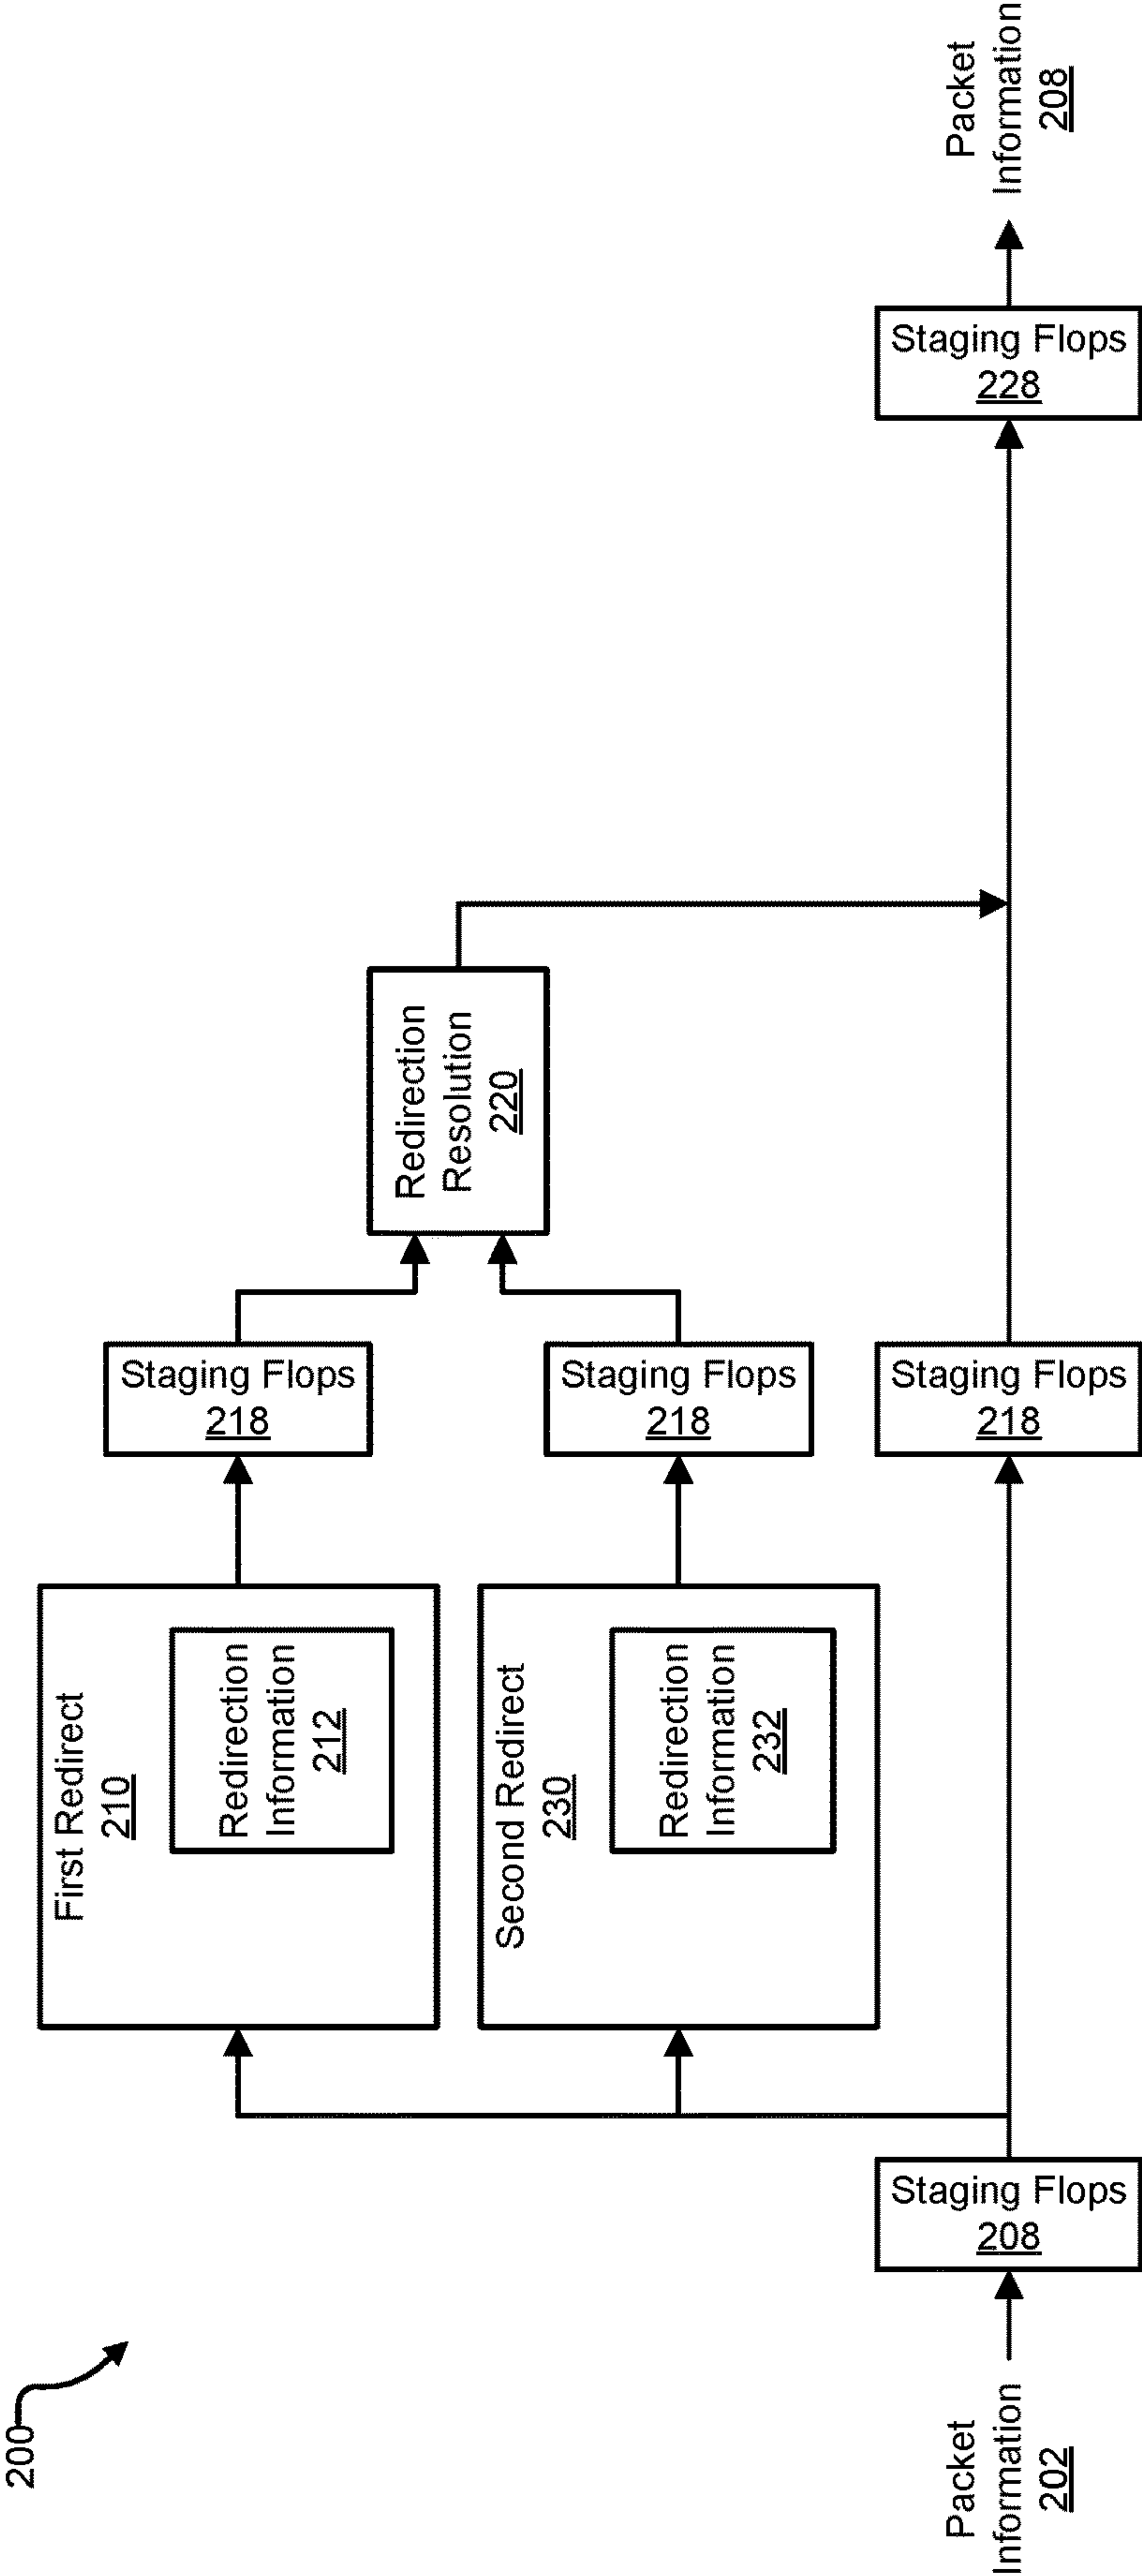 200
First Redirect
210
Redirection
Information
212
Staging Flops
218
Redirection
Resolution
220
Second Redirect
230
Redirection
Information
232
Staging Flops
218
Packet
Information
202
Staging Flops
208
Staging Flops
218
Staging Flops
228
Packet
Information
208